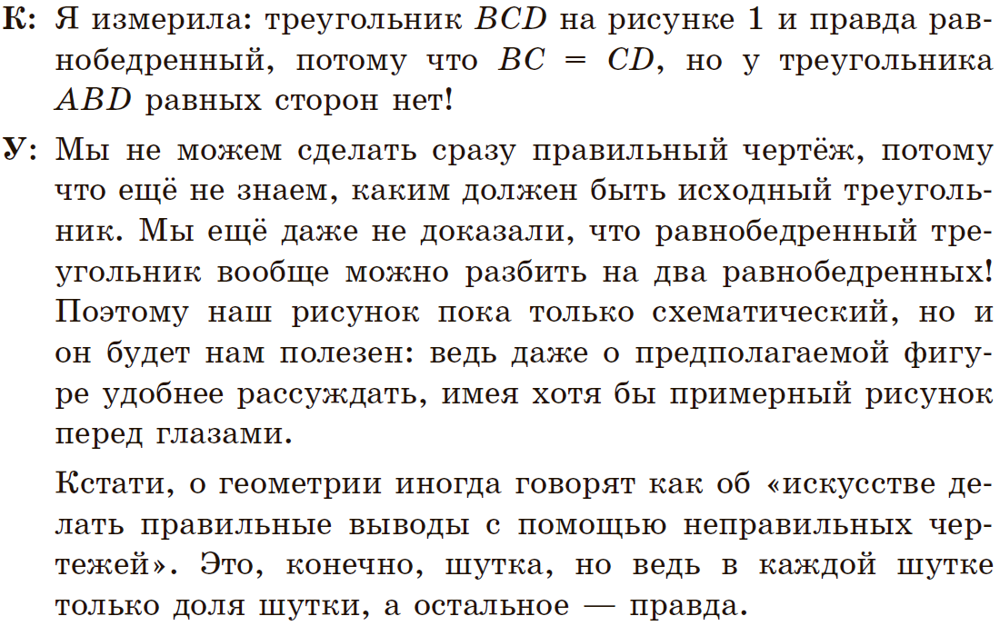 К: Я измерила: треугольник BCD на рисунке 1 и правда рав-
нобедренный, потому что BC = CD, но у треугольника
ABD равных сторон нет!
У: Мы не можем сделать сразу правильный чертёж, потому
что ещё не знаем, каким должен быть исходный треуголь-
ник. Мы ещё даже не доказали, что равнобедренный тре-
угольник вообще можно разбить на два равнобедренных!
Поэтому наш рисунок пока только схематический, но и
он будет нам полезен: ведь даже о предполагаемой фигу-
ре удобнее рассуждать, имея хотя бы примерный рисунок
перед глазами.
Кстати, о геометрии иногда говорят как об «искусстве де-
лать правильные выводы с помощью неправильных чер-
тежей». Это, конечно, шутка, но ведь в каждой шутке
только доля шутки, а остальное — правда.